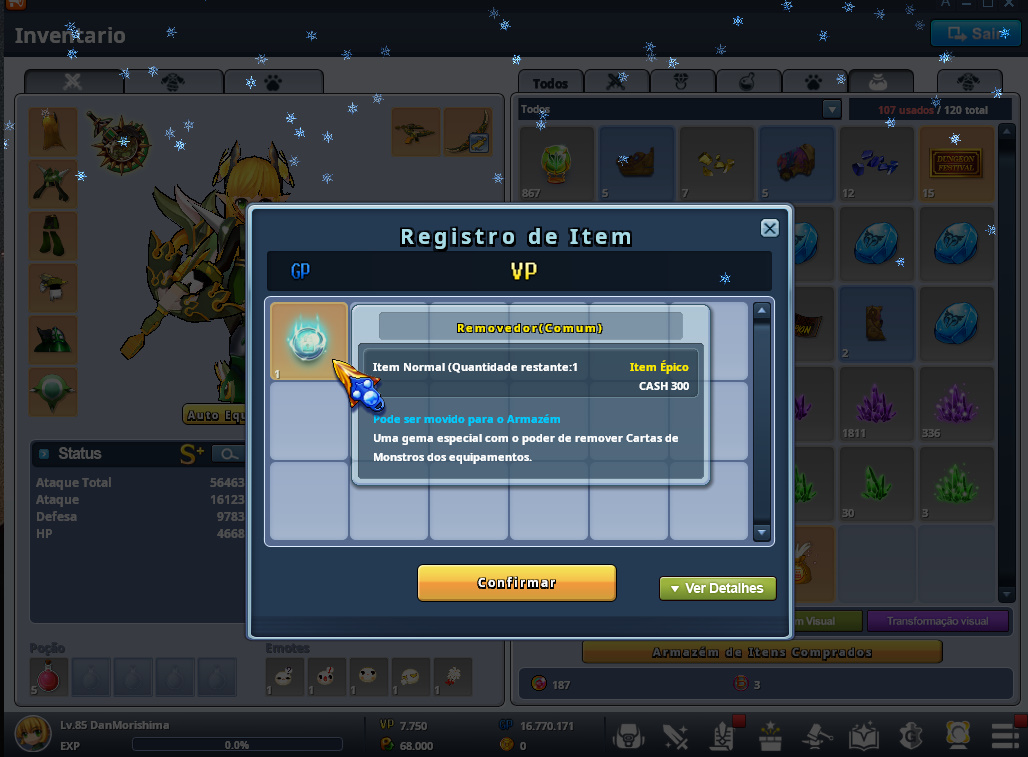 Inventario
Sair
Todos
Todos
107 usados / 120 total
867
5
7
5
12
DUNGEON FESTIVAL
15
Registro de Item
GP
VP
Removedor(Comum)
Item Normal (Quantidade restante:1
Item Épico
CASH 300
1
Pode ser movido para o Armazém
Uma gema especial com o poder de remover Cartas de
Monstros dos equipamentos.
2
Auto Equ
1811
336
Status
S+
Ataque Total 56463
Ataque 16123
Defesa 9783
HP 4668
30
3
Confirmar
Ver Detalhes
m Visual
Transformação visual
Poção
Emotes
Armazém de Itens Comprados
5
1
1
1
1
1
187
3
Lv.85 DanMorishima
VP 7.750
GP 16.770.171
EXP
0.0%
68.000
0